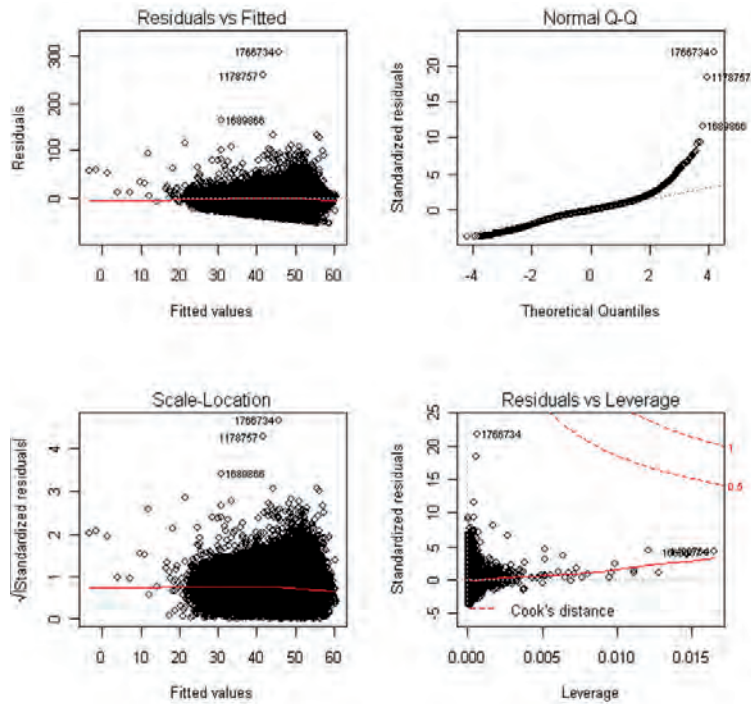 Residuals vs Fitted
Residuals
300
200
100
0
1766734
1178757
1689866
0 10 20 30 40 50 60
Fitted values
Normal Q-Q
Standardized residuals
20
15
10
5
0
1766734
1178757
1689866
-4 -2 0 2 4
Theoretical Quantiles
Scale-Location
√|Standardized residuals|
4
3
2
1
0
1766734
1178757
1689866
0 10 20 30 40 50 60
Fitted values
Residuals vs Leverage
Standardized residuals
25
20
15
10
5
0
-5
1766734
1
0.5
Cook's distance
0.000 0.005 0.010 0.015
Leverage